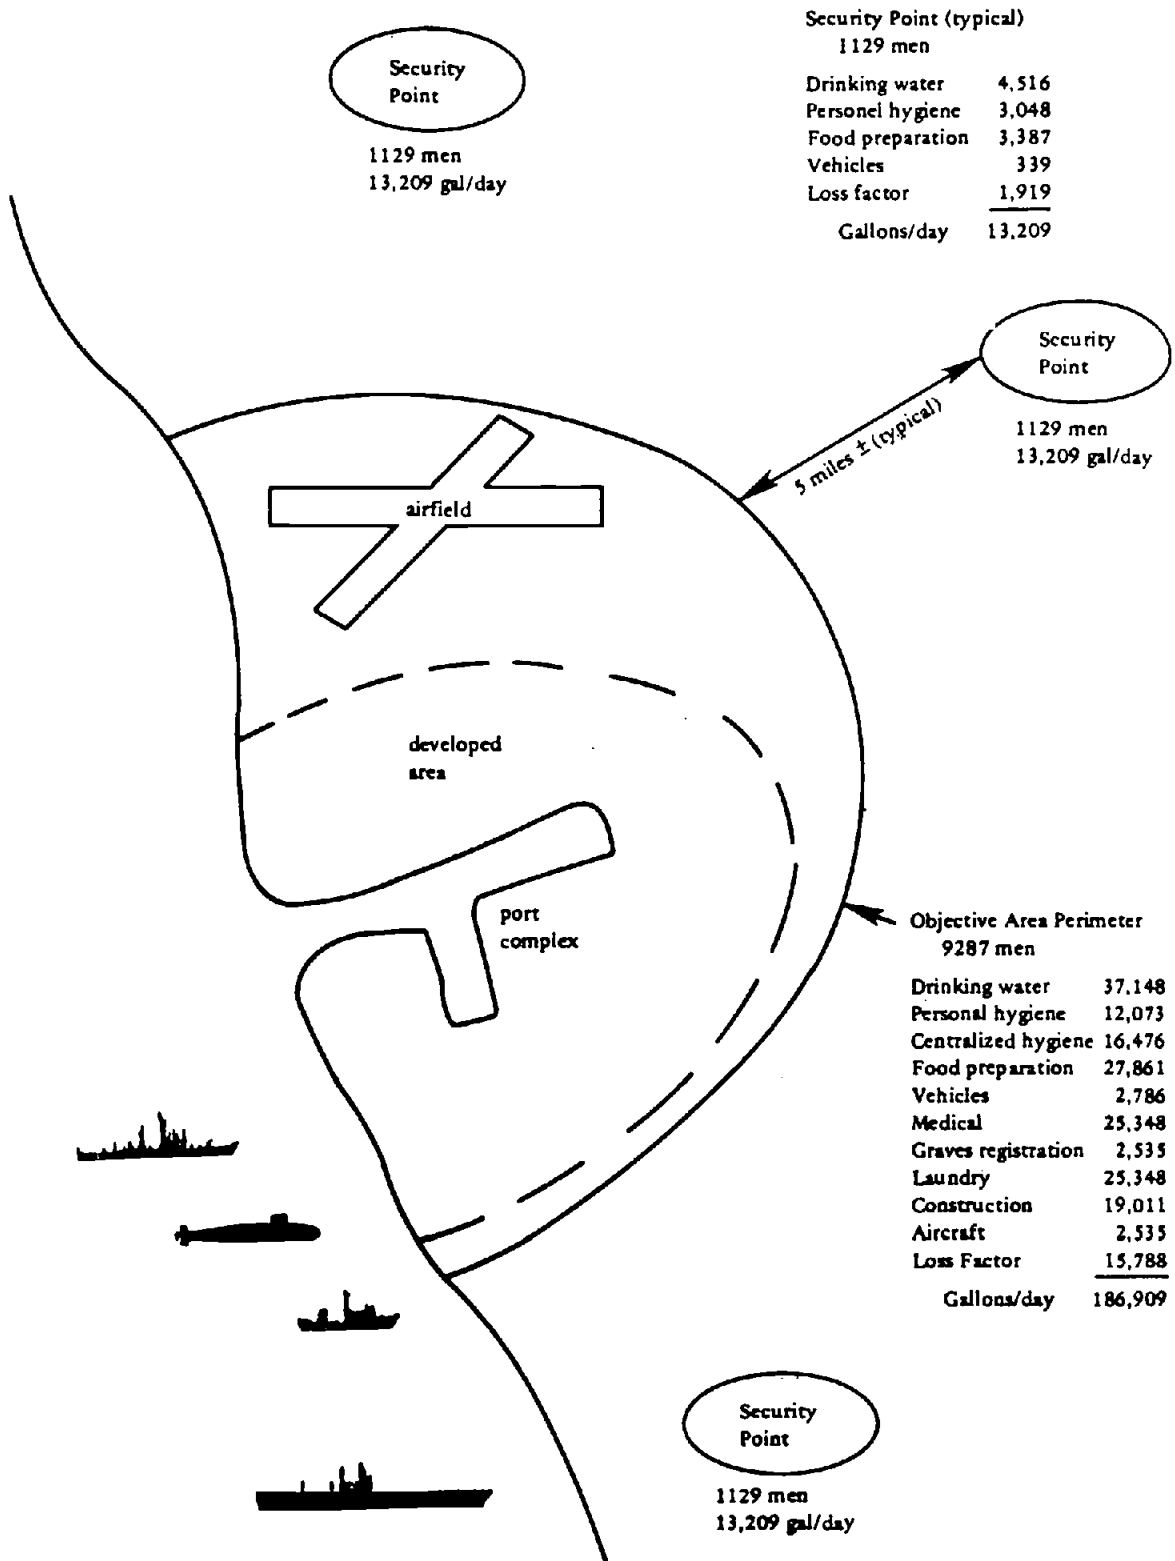 Security Point (typical)
1129 men
Drinking water 4,516
Personel hygiene 3,048
Food preparation 3,387
Vehicles 339
Loss factor 1,919
Gallons/day 13,209
Security
Point
1129 men
13,209 gal/day
Security
Point
1129 men
13,209 gal/day
5 miles ± (typical)
airfield
developed
area
port
complex
Objective Area Perimeter
9287 men
Drinking water 37,148
Personal hygiene 12,073
Centralized hygiene 16,476
Food preparation 27,861
Vehicles 2,786
Medical 25,348
Graves registration 2,535
Laundry 25,348
Construction 19,011
Aircraft 2,535
Loss Factor 15,788
Gallons/day 186,909
Security
Point
1129 men
13,209 gal/day